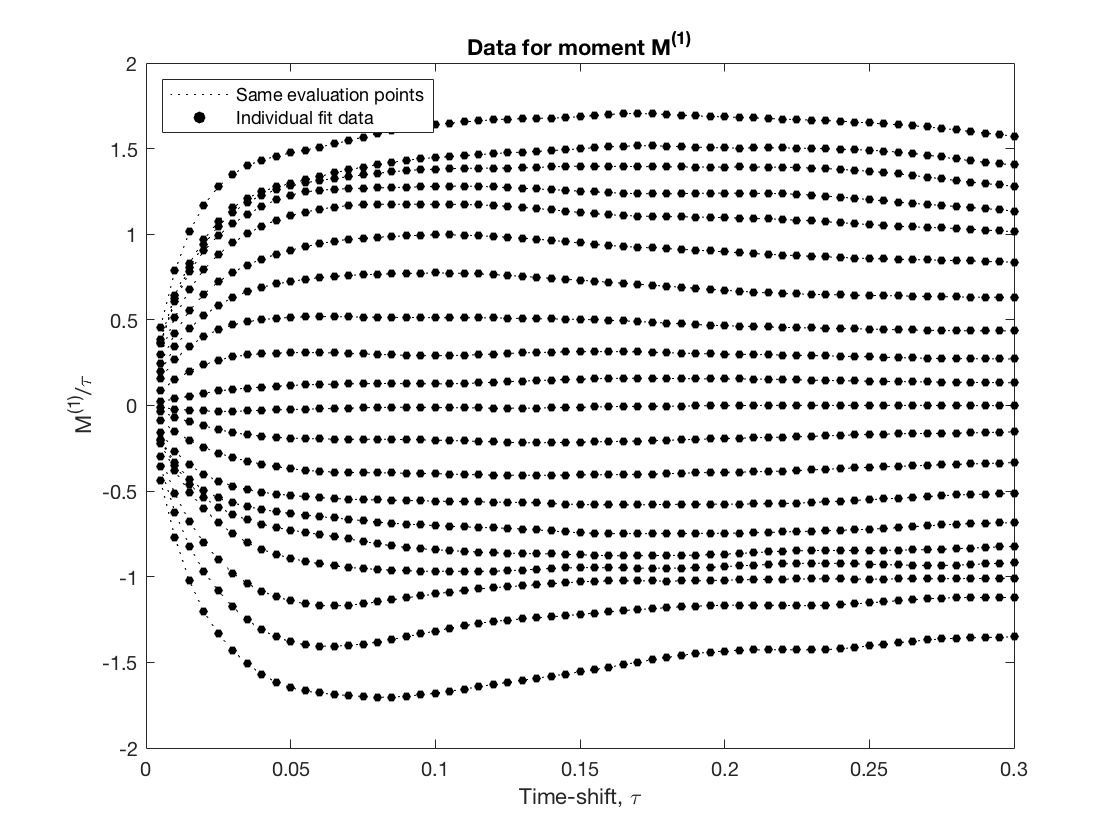 Data for moment M^(1)
Same evaluation points
Individual fit data
2
1.5
1
0.5
0
-0.5
-1
-1.5
-2
M^(1)/τ
0 0.05 0.1 0.15 0.2 0.25 0.3
Time-shift, τ